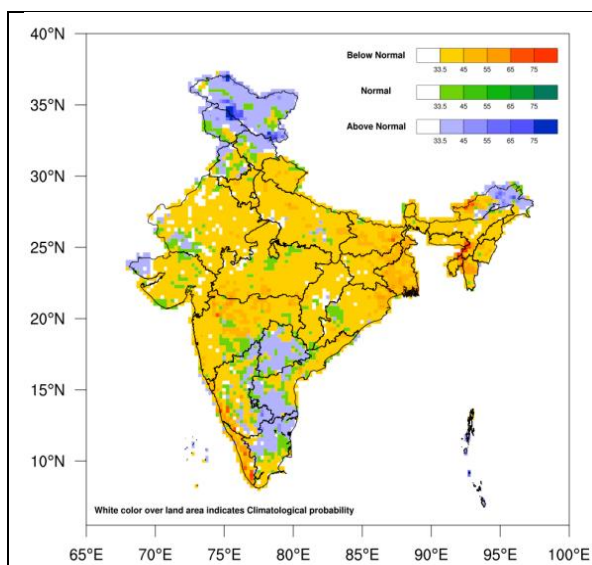 40°N
35°N
30°N
25°N
20°N
15°N
10°N
Below Normal
33.5 45 55 65 75
Normal
33.5 45 55 65 75
Above Normal
33.5 45 55 65 75
White color over land area indicates Climatological probability
65°E 70°E 75°E 80°E 85°E 90°E 95°E 100°E